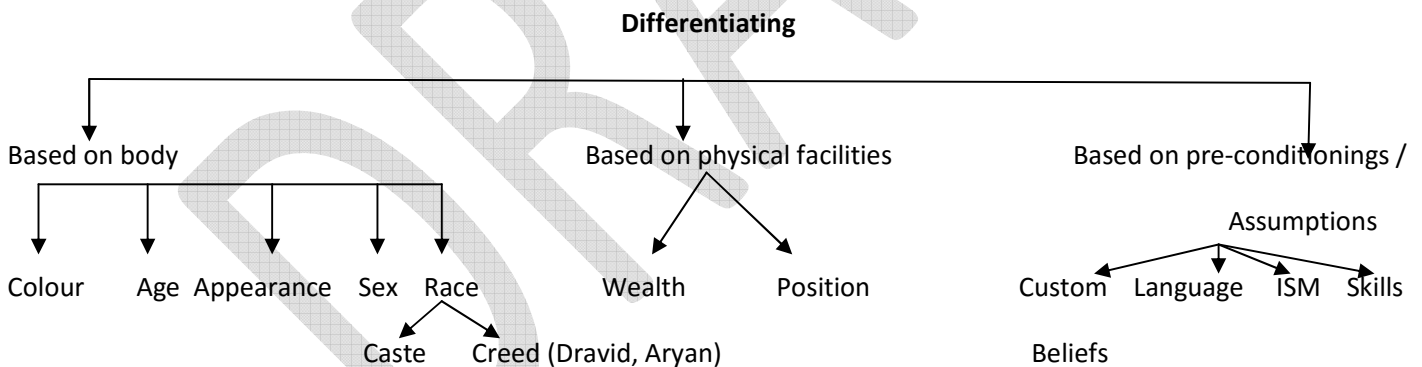 Differentiating
Based on body Based on physical facilities Based on pre-conditionings /
Assumptions
Colour Age Appearance Sex Race Wealth Position Custom Language ISM Skills
Caste Creed (Dravid, Aryan) Beliefs
DRA